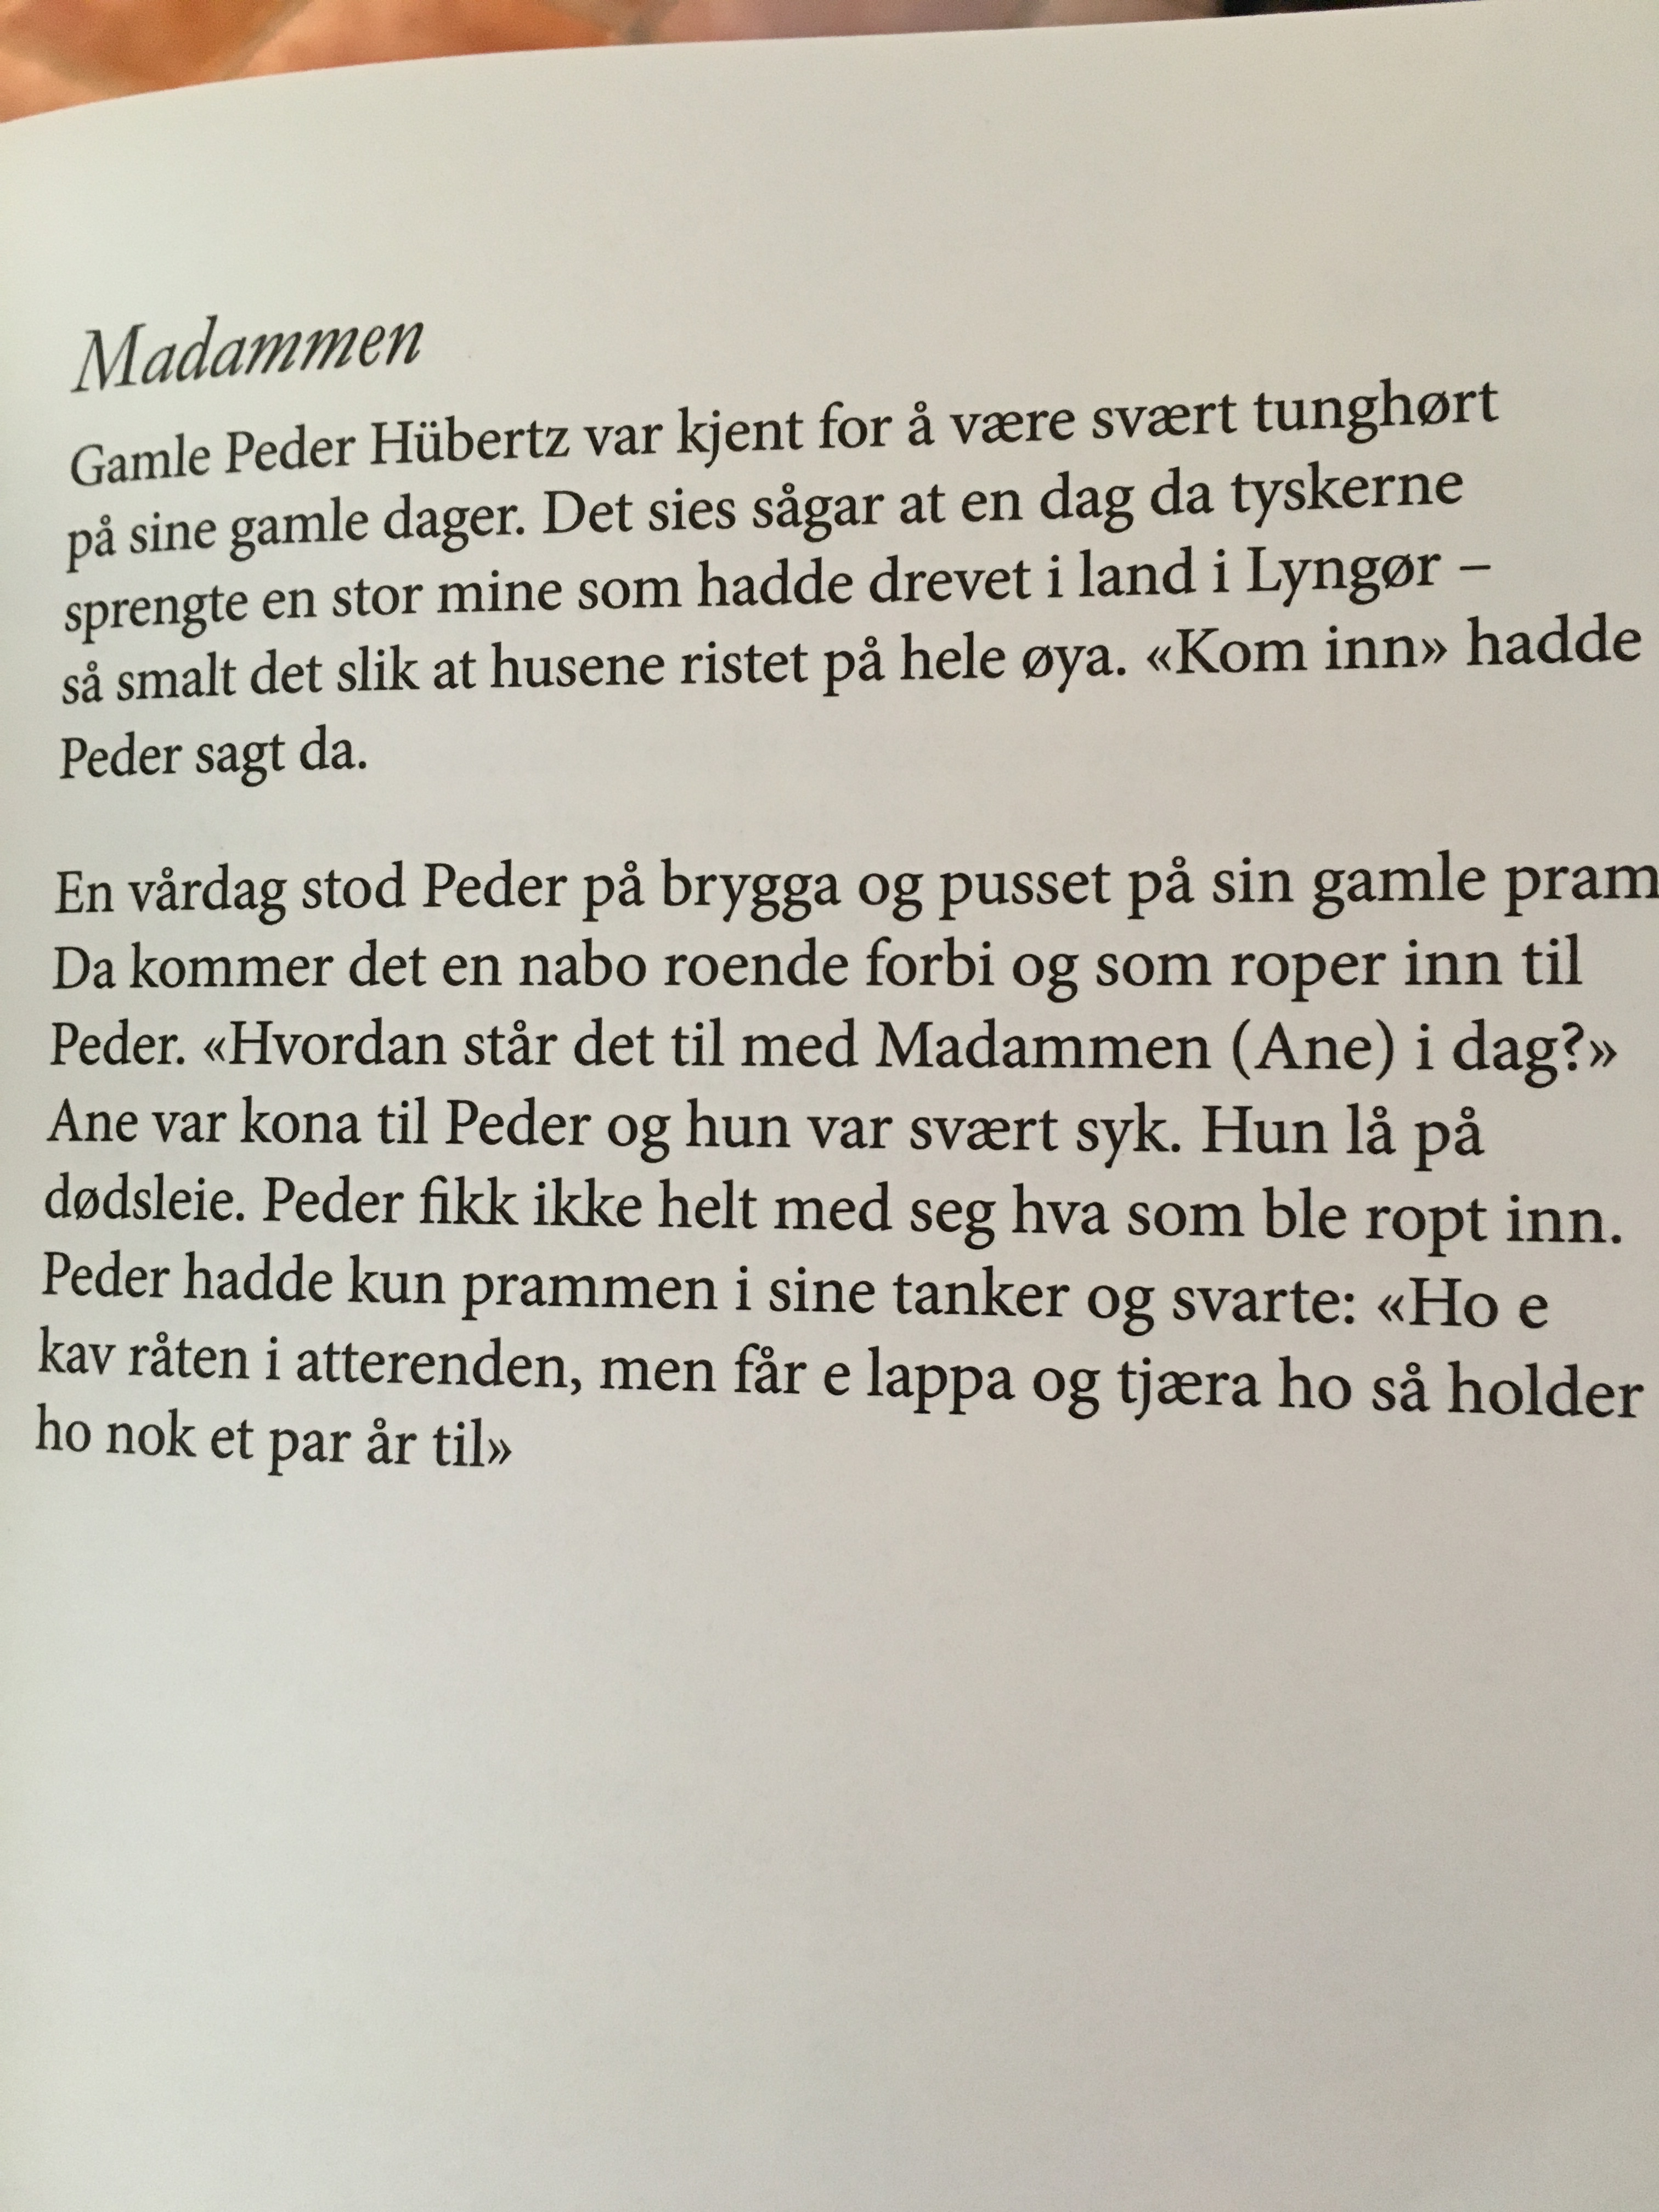 Madammen
Gamle Peder Hübertz var kjent for å være svært tunghørt
på sine gamle dager. Det sies sågar at en dag da tyskerne
sprengte en stor mine som hadde drevet i land i Lyngør –
så smalt det slik at husene ristet på hele øya. «Kom inn» hadde
Peder sagt da.
En vårdag stod Peder på brygga og pusset på sin gamle pram
Da kommer det en nabo roende forbi og som roper inn til
Peder. «Hvordan står det til med Madammen (Ane) i dag?»
Ane var kona til Peder og hun var svært syk. Hun lå på
dødsleie. Peder fikk ikke helt med seg hva som ble ropt inn.
Peder hadde kun prammen i sine tanker og svarte: «Ho e
kav råten i atterenden, men får e lappa og tjæra ho så holder
ho nok et par år til»